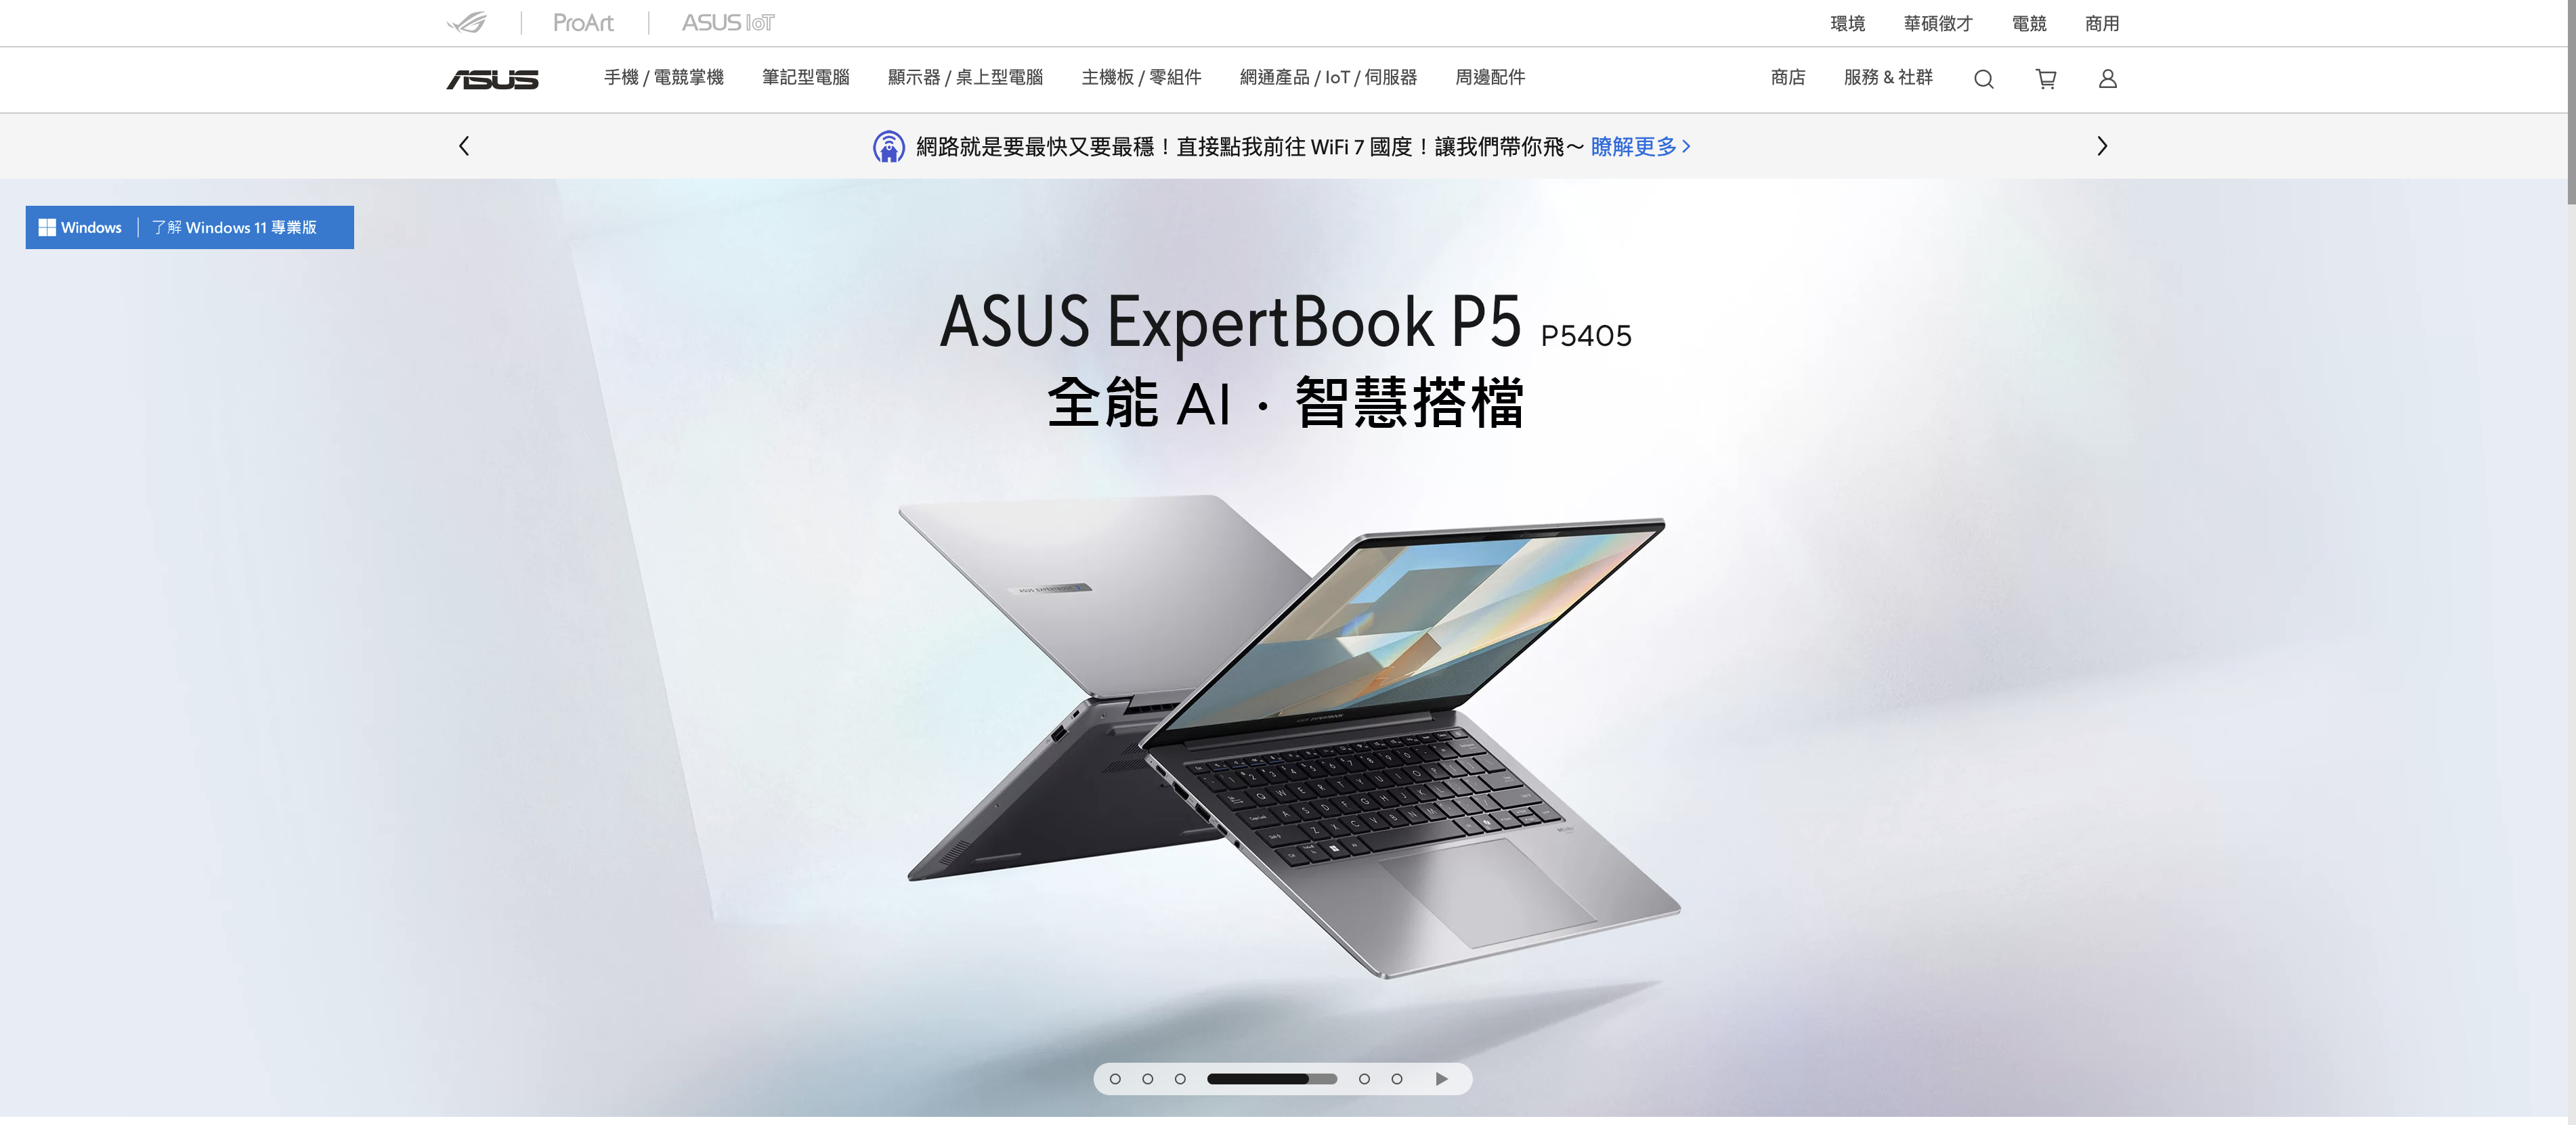 ProArt
ASUS IoT
環境 華碩徵才 電競 商用
ASUS 手機 / 電競掌機 筆記型電腦 顯示器 / 桌上型電腦 主機板 / 零組件 網通產品 / IoT / 伺服器 周邊配件 商店 服務 & 社群
網路就是要最快又要最穩！直接點我前往 WiFi 7 國度！讓我們帶你飛～ 瞭解更多
Windows 了解 Windows 11 專業版
ASUS ExpertBook P5 P5405
全能 AI · 智慧搭檔
ASUS EXPERTBOOK